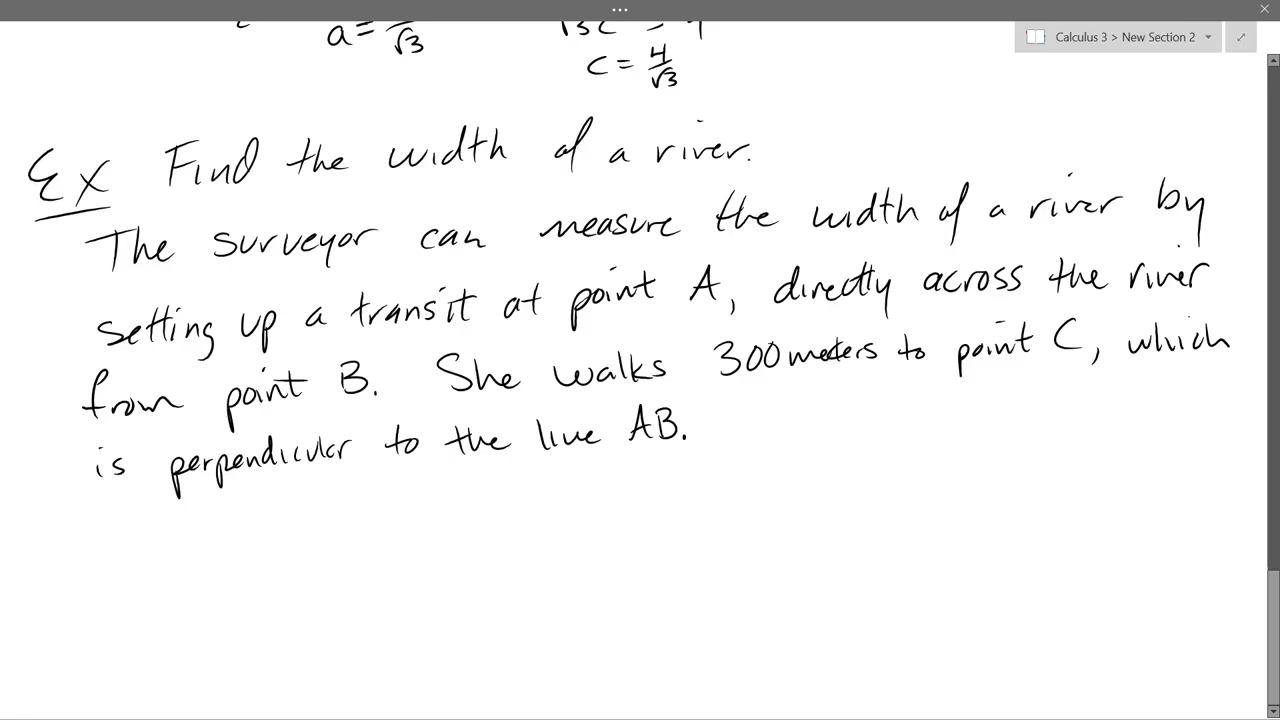 Calculus 3 > New Section 2
a = /√3
√3c = 4
c = 4/√3
Ex Find the width of a river.
The surveyor can measure the width of a river by
setting up a transit at point A, directly across the river
from point B. She walks 300 meters to point C, which
is perpendicular to the line AB.